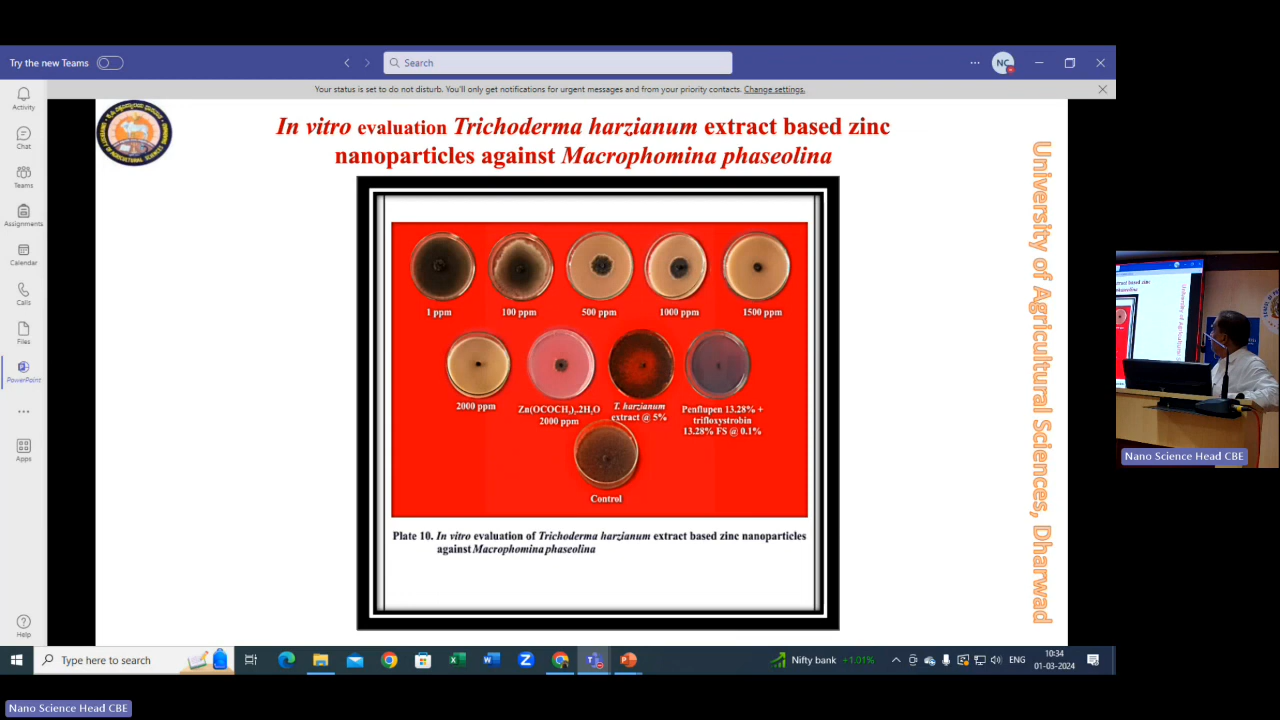 Try the new Teams
Search
NC
Your status is set to do not disturb. You'll only get notifications for urgent messages and from your priority contacts. Change settings.
Activity
Chat
Teams
Assignments
Calendar
Calls
Files
PowerPoint
Apps
Help
In vitro evaluation Trichoderma harzianum extract based zinc
nanoparticles against Macrophomina phaseolina
1 ppm
100 ppm
500 ppm
1000 ppm
1500 ppm
2000 ppm
Zn(OCOCH3)2.2H2O
2000 ppm
T. harzianum
extract @ 5%
Penflupen 13.28% +
trifloxystrobin
13.28% FS @ 0.1%
Control
Plate 10. In vitro evaluation of Trichoderma harzianum extract based zinc nanoparticles
against Macrophomina phaseolina
University of Agricultural Sciences, Dharwad
Nano Science Head CBE
Type here to search
Nifty bank +1.01%
ENG
10:34
01-03-2024
Nano Science Head CBE